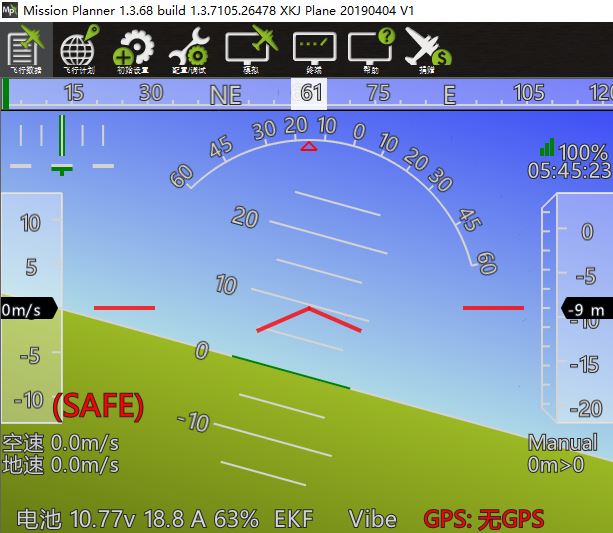 Mission Planner 1.3.68 build 1.3.7105.26478 XKJ Plane 20190404 V1
飞行数据 飞行计划 初始设置 配置/调试 模拟 终端 帮助 捐赠
15 30 NE 61 75 E 105 120
60 45 30 20 10 0 10 20 30 45 60
100%
05:45:23
20
10
0
-10
10
5
0m/s
-5
-10
0
-5
-9 m
-10
-15
-20
(SAFE)
空速 0.0m/s
地速 0.0m/s
Manual
0m>0
电池 10.77v 18.8 A 63% EKF Vibe GPS: 无GPS